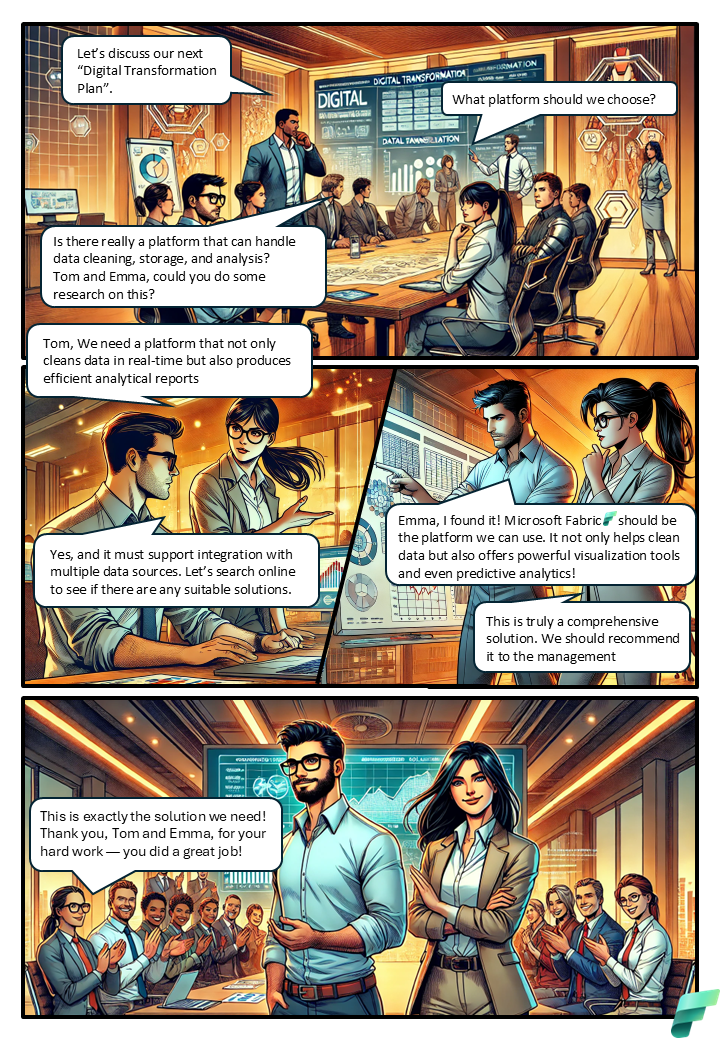 Let's discuss our next
"Digital Transformation
Plan".
What platform should we choose?
DIGITAL TRANSFORMATION
DIGITAL
Is there really a platform that can handle
data cleaning, storage, and analysis?
Tom and Emma, could you do some
research on this?
Tom, We need a platform that not only
cleans data in real-time but also produces
efficient analytical reports
Yes, and it must support integration with
multiple data sources. Let's search online
to see if there are any suitable solutions.
Emma, I found it! Microsoft Fabric should be
the platform we can use. It not only helps clean
data but also offers powerful visualization tools
and even predictive analytics!
This is truly a comprehensive
solution. We should recommend
it to the management
This is exactly the solution we need!
Thank you, Tom and Emma, for your
hard work — you did a great job!